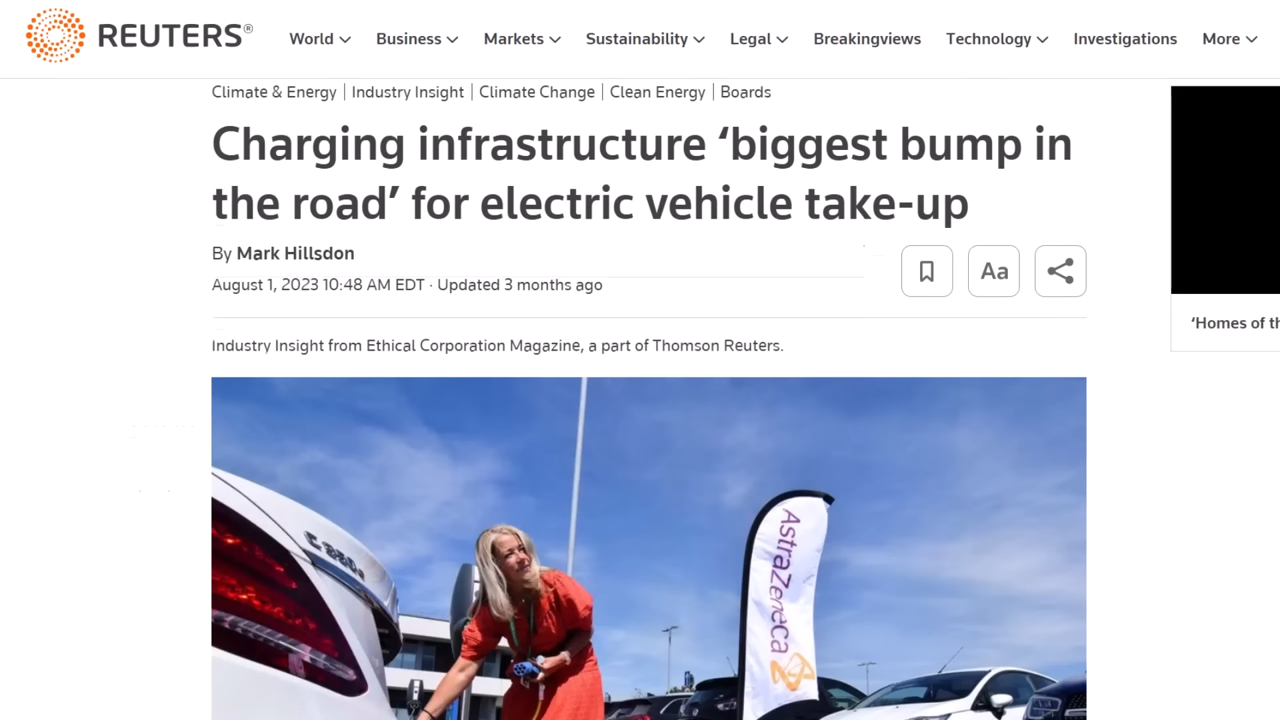 REUTERS®
World Business Markets Sustainability Legal Breakingviews Technology Investigations More
Climate & Energy | Industry Insight | Climate Change | Clean Energy | Boards
Charging infrastructure ‘biggest bump in
the road’ for electric vehicle take-up
By Mark Hillsdon
Aa
August 1, 2023 10:48 AM EDT · Updated 3 months ago
‘Homes of th
Industry Insight from Ethical Corporation Magazine, a part of Thomson Reuters.
AstraZeneca